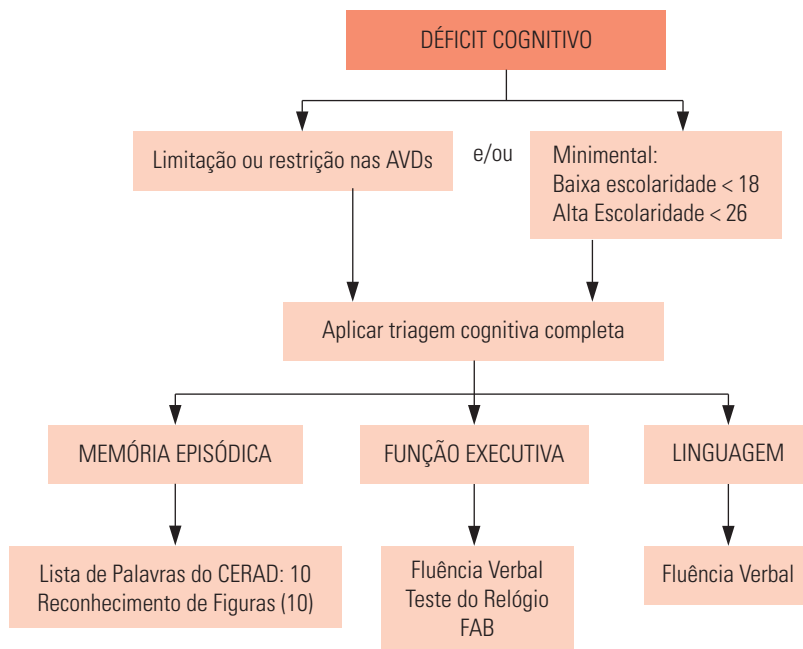 DÉFICIT COGNITIVO
Limitação ou restrição nas AVDs
e/ou
Minimental:
Baixa escolaridade < 18
Alta Escolaridade < 26
Aplicar triagem cognitiva completa
MEMÓRIA EPISÓDICA
FUNÇÃO EXECUTIVA
LINGUAGEM
Lista de Palavras do CERAD: 10
Reconhecimento de Figuras (10)
Fluência Verbal
Teste do Relógio
FAB
Fluência Verbal